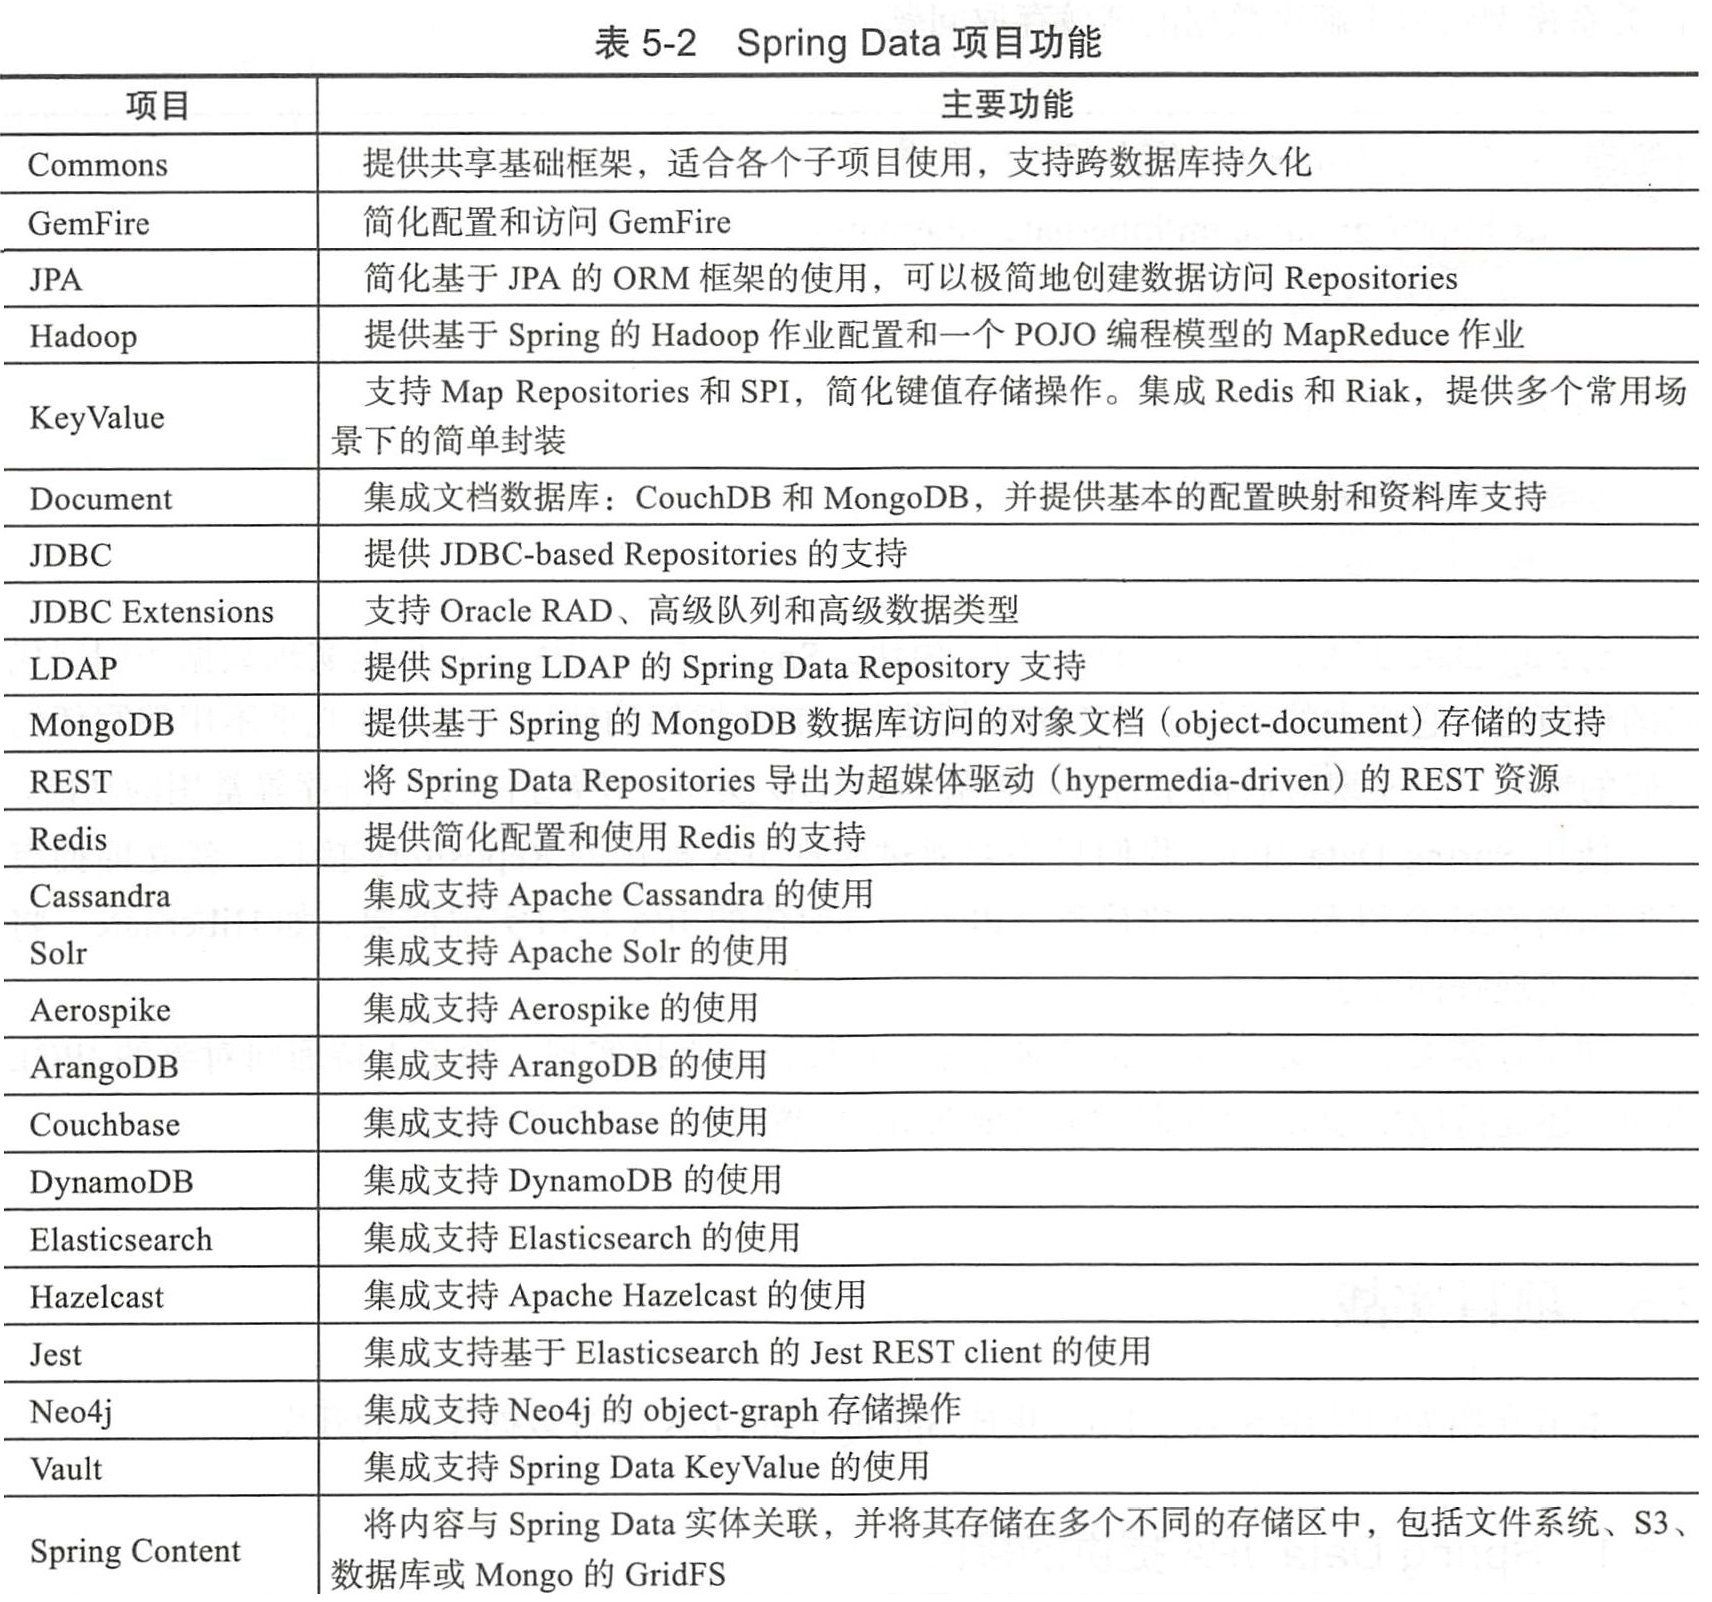 表 5-2 Spring Data 项目功能
项目 主要功能
Commons 提供共享基础框架，适合各个子项目使用，支持跨数据库持久化
GemFire 简化配置和访问 GemFire
JPA 简化基于 JPA 的 ORM 框架的使用，可以极简地创建数据访问 Repositories
Hadoop 提供基于 Spring 的 Hadoop 作业配置和一个 POJO 编程模型的 MapReduce 作业
KeyValue 支持 Map Repositories 和 SPI，简化键值存储操作。集成 Redis 和 Riak，提供多个常用场
景下的简单封装
Document 集成文档数据库：CouchDB 和 MongoDB，并提供基本的配置映射和资料库支持
JDBC 提供 JDBC-based Repositories 的支持
JDBC Extensions 支持 Oracle RAD、高级队列和高级数据类型
LDAP 提供 Spring LDAP 的 Spring Data Repository 支持
MongoDB 提供基于 Spring 的 MongoDB 数据库访问的对象文档（object-document）存储的支持
REST 将 Spring Data Repositories 导出为超媒体驱动（hypermedia-driven）的 REST 资源
Redis 提供简化配置和使用 Redis 的支持
Cassandra 集成支持 Apache Cassandra 的使用
Solr 集成支持 Apache Solr 的使用
Aerospike 集成支持 Aerospike 的使用
ArangoDB 集成支持 ArangoDB 的使用
Couchbase 集成支持 Couchbase 的使用
DynamoDB 集成支持 DynamoDB 的使用
Elasticsearch 集成支持 Elasticsearch 的使用
Hazelcast 集成支持 Apache Hazelcast 的使用
Jest 集成支持基于 Elasticsearch 的 Jest REST client 的使用
Neo4j 集成支持 Neo4j 的 object-graph 存储操作
Vault 集成支持 Spring Data KeyValue 的使用
Spring Content 将内容与 Spring Data 实体关联，并将其存储在多个不同的存储区中，包括文件系统、S3、
数据库或 Mongo 的 GridFS